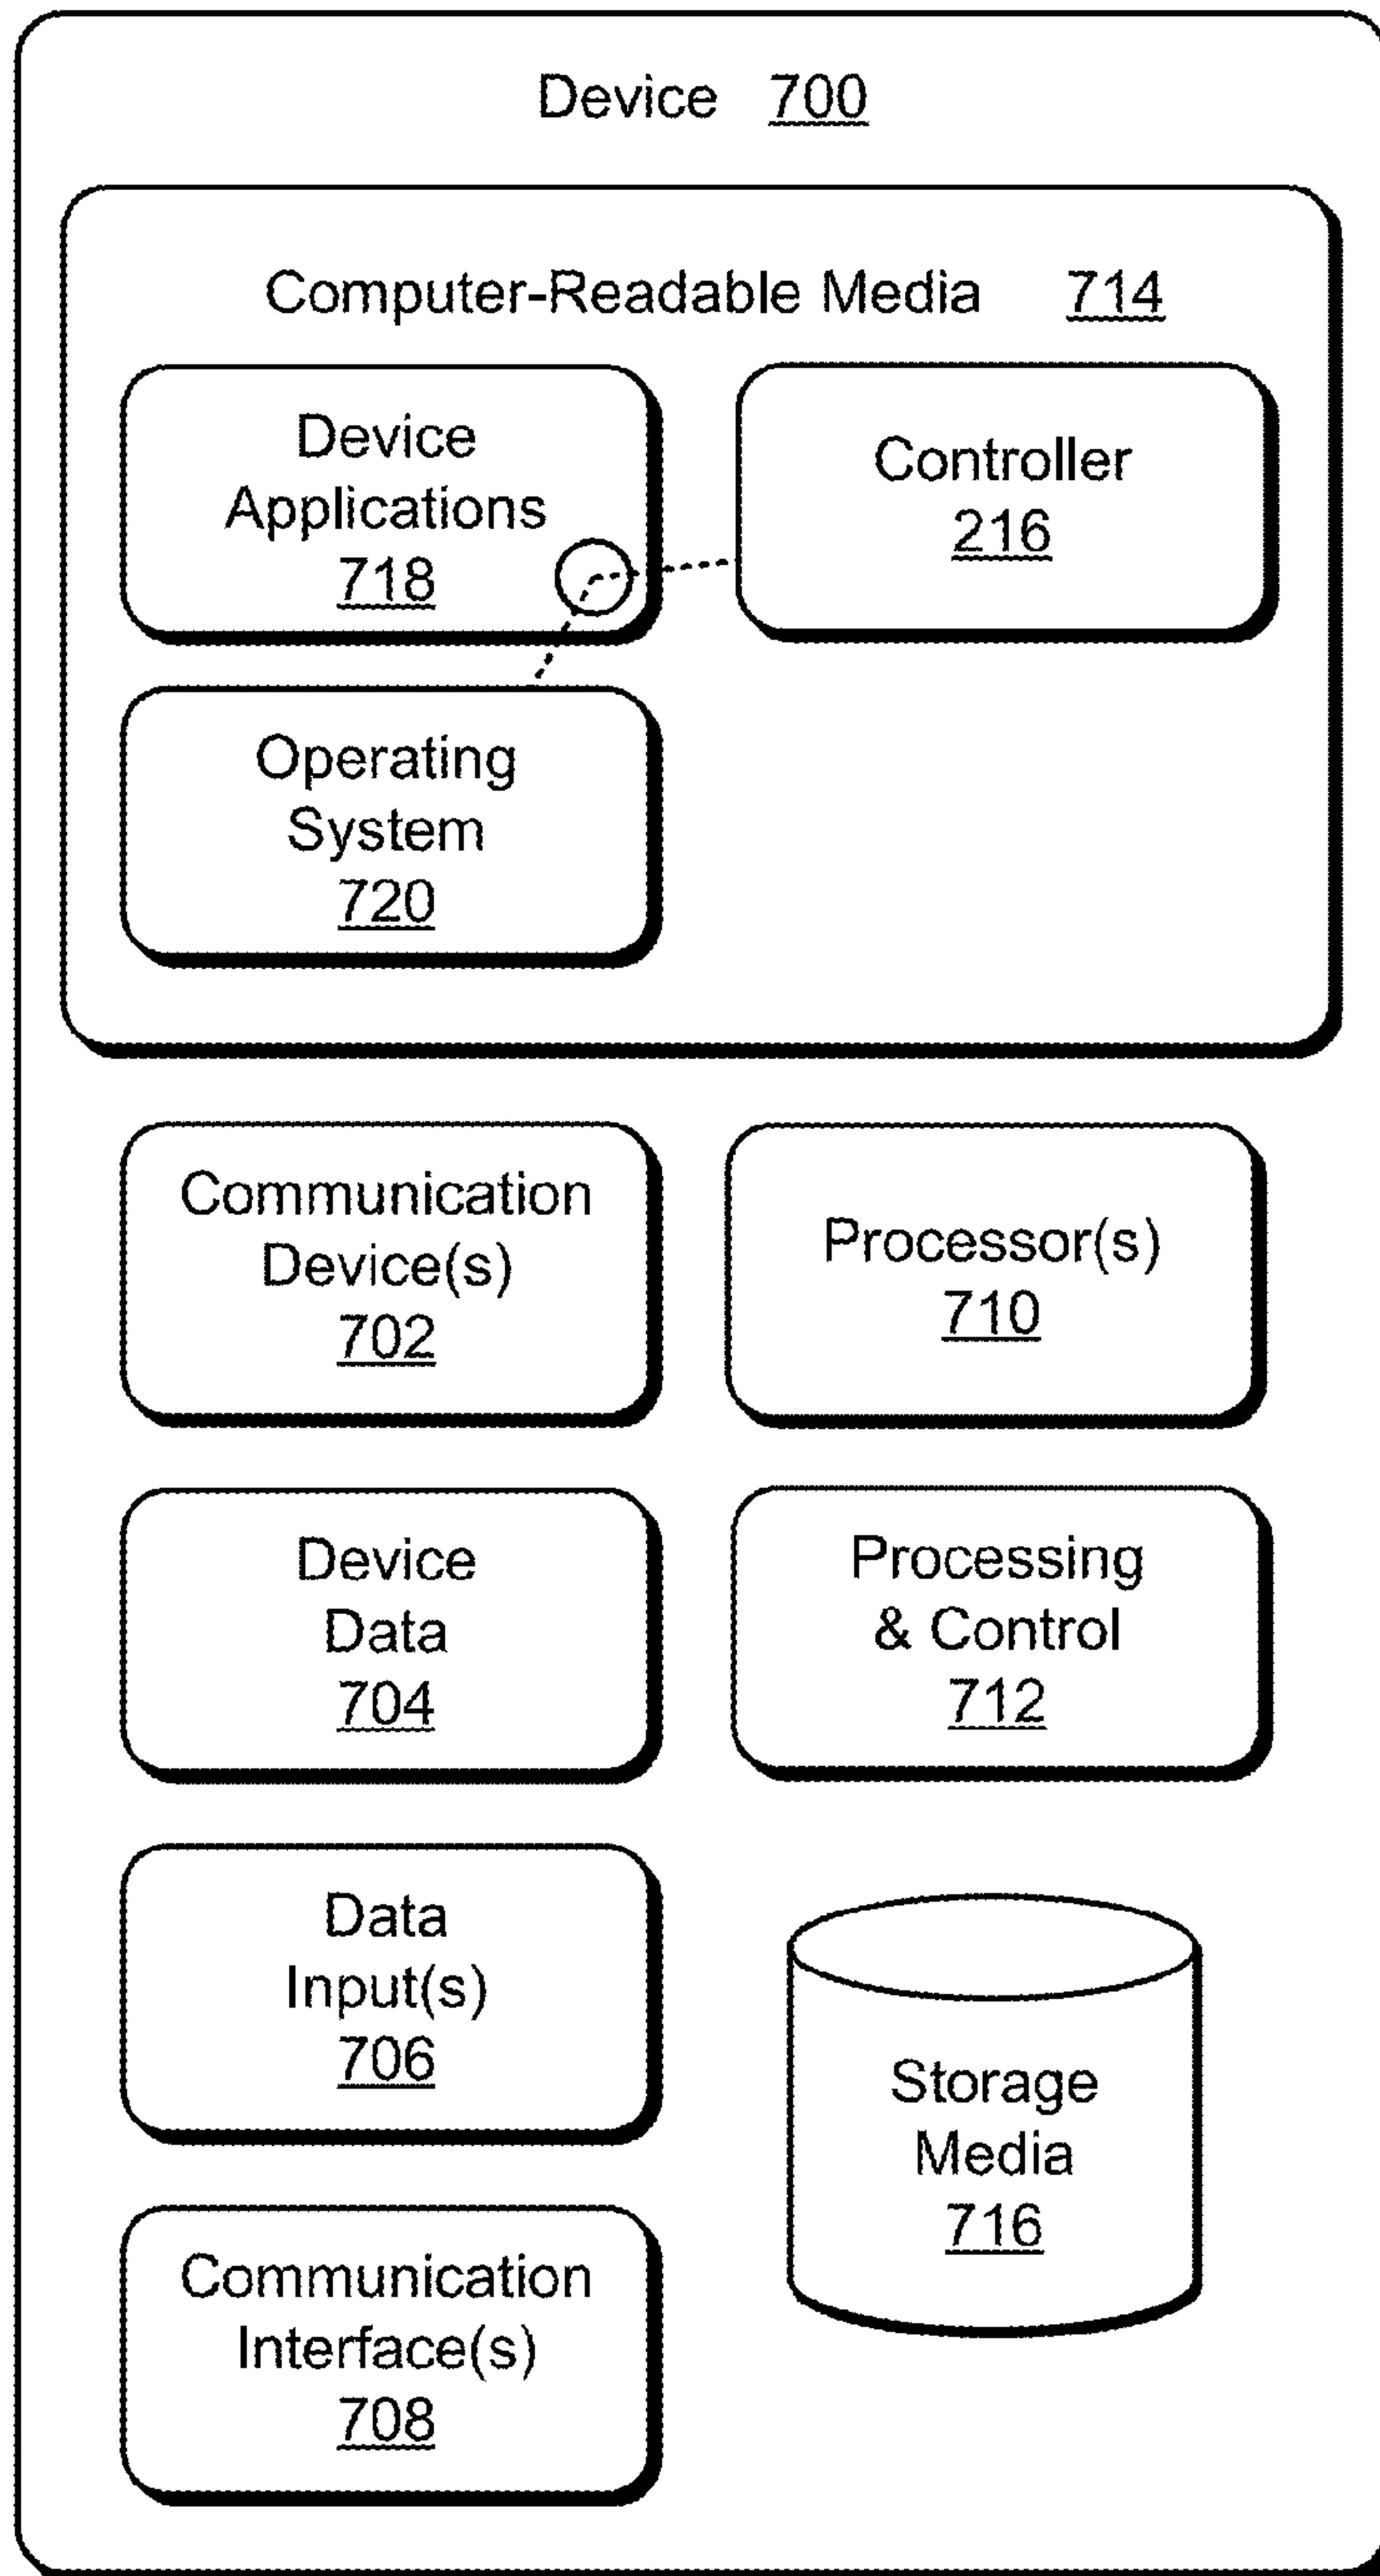 Device 700
Computer-Readable Media 714
Device
Applications
718
Controller
216
Operating
System
720
Communication
Device(s)
702
Processor(s)
710
Device
Data
704
Processing
& Control
712
Data
Input(s)
706
Storage
Media
716
Communication
Interface(s)
708